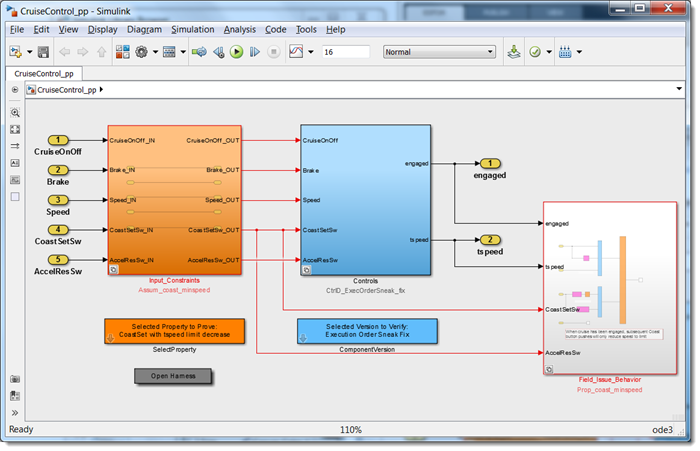 CruiseControl_pp - Simulink
File Edit View Display Diagram Simulation Analysis Code Tools Help
16
Normal
CruiseControl_pp
CruiseControl_pp
1
CruiseOnOff
2
Brake
3
Speed
4
CoastSetSw
5
AccelResSw
CruiseOnOff_IN CruiseOnOff_OUT
Brake_IN Brake_OUT
Speed_IN Speed_OUT
CoastSetSw_IN CoastSetSw_OUT
AccelResSw_IN AccelResSw_OUT
Input_Constraints
Assum_coast_minspeed
CruiseOnOff
Brake
Speed
CoastSetSw
AccelResSw
engaged
tspeed
Controls
CtrlD_ExecOrderSneak_fix
1
engaged
2
tspeed
engaged
tspeed
CoastSetSw
AccelResSw
When cruise has been engaged, subsequent Coast
button pushes will only reduce speed to limit
Field_Issue_Behavior
Prop_coast_minspeed
Selected Property to Prove:
CoastSet with tspeed limit decrease
SelectProperty
Selected Version to Verify:
Execution Order Sneak Fix
ComponentVersion
Open Harness
Ready
110%
ode3